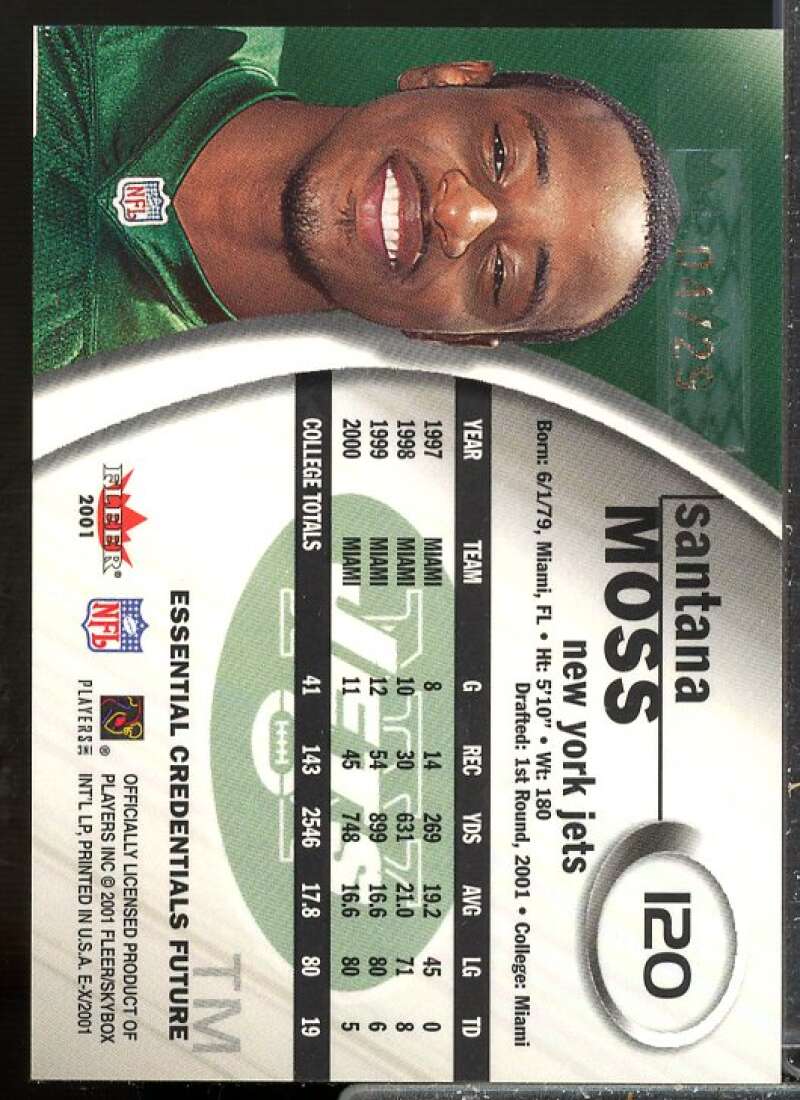 04/29
santana
MOSS
120
new york jets
Born: 6/1/79, Miami, FL • Ht: 5'10" • Wt: 180
Drafted: 1st Round, 2001 • College: Miami
YEAR TEAM G REC YDS AVG LG TD
1997 MIAMI 8 14 269 19.2 45 0
1998 MIAMI 10 30 631 21.0 71 8
1999 MIAMI 12 54 899 16.6 80 6
2000 MIAMI 11 45 748 16.6 80 5
COLLEGE TOTALS 41 143 2546 17.8 80 19
NY
JETS
TM
ESSENTIAL CREDENTIALS FUTURE
FLEER®
2001
NFL
PLAYERS INC ®
OFFICIALLY LICENSED PRODUCT OF
PLAYERS INC © 2001 FLEER/SKYBOX
INT'L LP, PRINTED IN U.S.A. E-X/2001
NFL